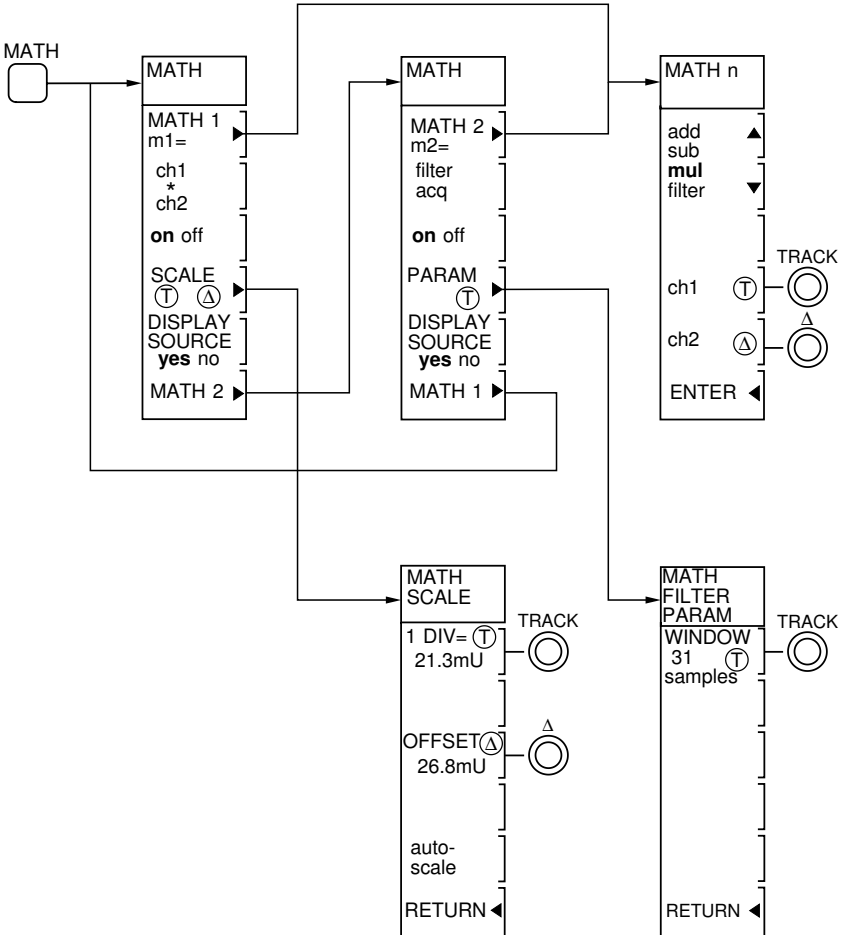 MATH
MATH
MATH 1
m1=
ch1
*
ch2
on off
SCALE
T Δ
DISPLAY
SOURCE
yes no
MATH 2
MATH
MATH 2
m2=
filter
acq
on off
PARAM
T
DISPLAY
SOURCE
yes no
MATH 1
MATH n
add
sub
mul
filter
ch1 T
TRACK
ch2 Δ
Δ
ENTER
MATH
SCALE
1 DIV= T
21.3mU
TRACK
OFFSET Δ
26.8mU
Δ
auto-
scale
RETURN
MATH
FILTER
PARAM
WINDOW
31 T
samples
TRACK
RETURN